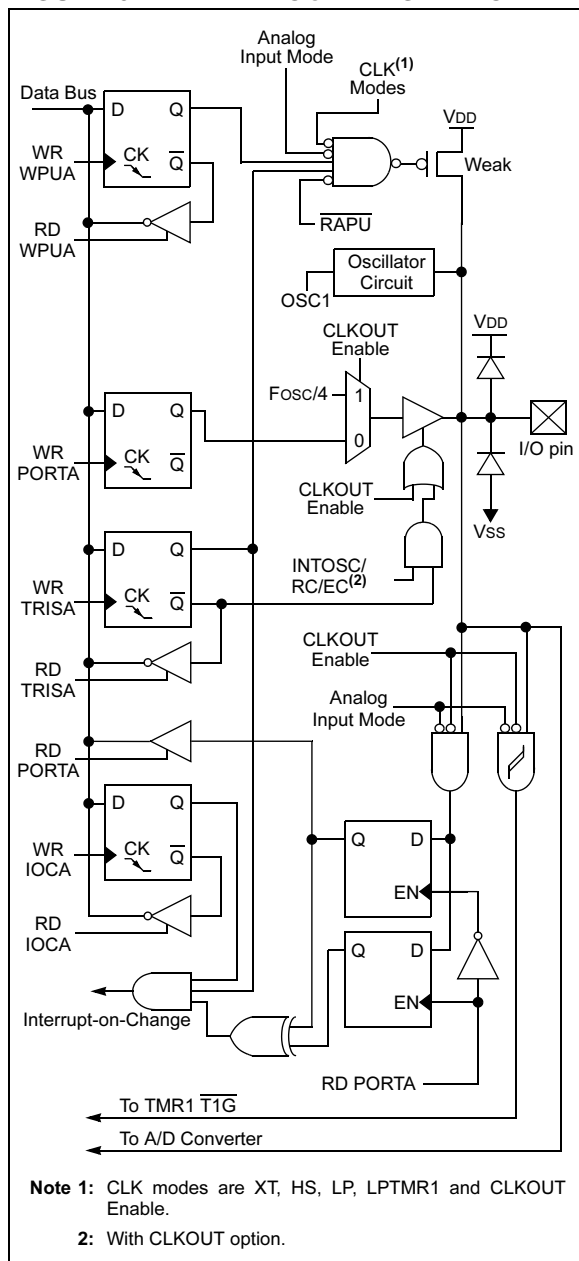 Analog
Input Mode
CLK(1)
Modes
Data Bus
D Q
VDD
WR
WPUA
CK Q
Weak
RD
WPUA
RAPU
Oscillator
Circuit
OSC1
CLKOUT
Enable
VDD
FOSC/4
1
D Q
0
I/O pin
WR
PORTA
CK Q
CLKOUT
Enable
VSS
D Q
INTOSC/
RC/EC(2)
WR
TRISA
CK Q
CLKOUT
Enable
RD
TRISA
Analog
Input Mode
RD
PORTA
D Q
Q D
WR
IOCA
CK Q
EN
RD
IOCA
Q D
Interrupt-on-Change
EN
RD PORTA
To TMR1 T1G
To A/D Converter
Note 1: CLK modes are XT, HS, LP, LPTMR1 and CLKOUT
Enable.
2: With CLKOUT option.